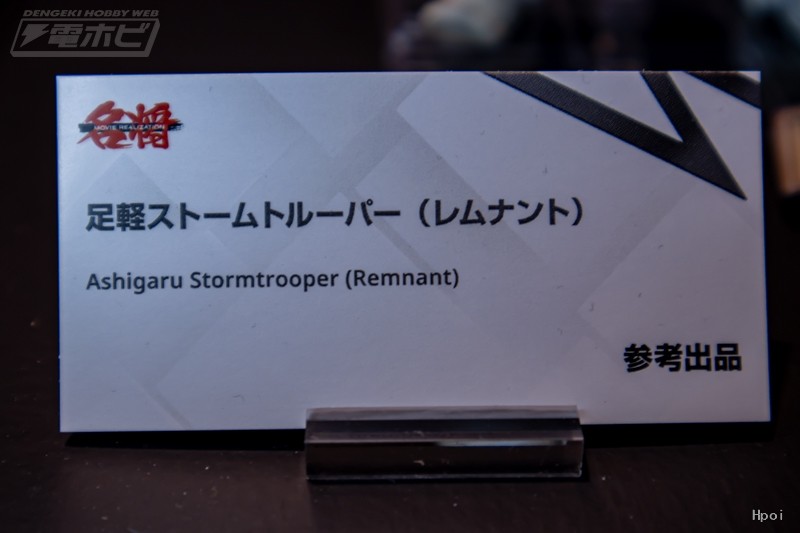 DENGEKI HOBBY WEB
電ホビ
名将
MOVIE REALIZATION
足軽ストームトルーパー（レムナント）
Ashigaru Stormtrooper (Remnant)
参考出品
Hpoi